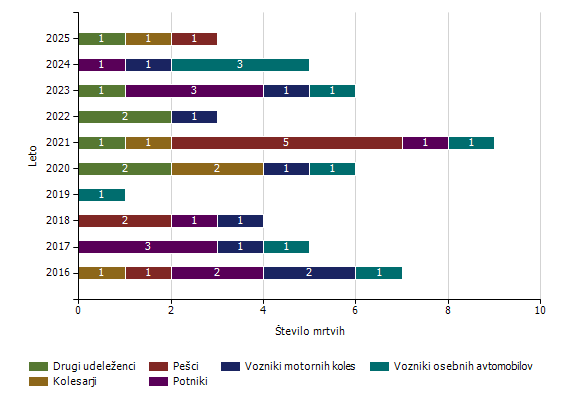 2025 1 1 1
2024 1 1 3
2023 1 3 1 1
2022 2 1
2021 1 1 5 1 1
2020 2 2 1 1
2019 1
2018 2 1 1
2017 3 1 1
2016 1 1 2 2 1
Leto
0 2 4 6 8 10
Število mrtvih
Drugi udeleženci Pešci Vozniki motornih koles Vozniki osebnih avtomobilov
Kolesarji Potniki